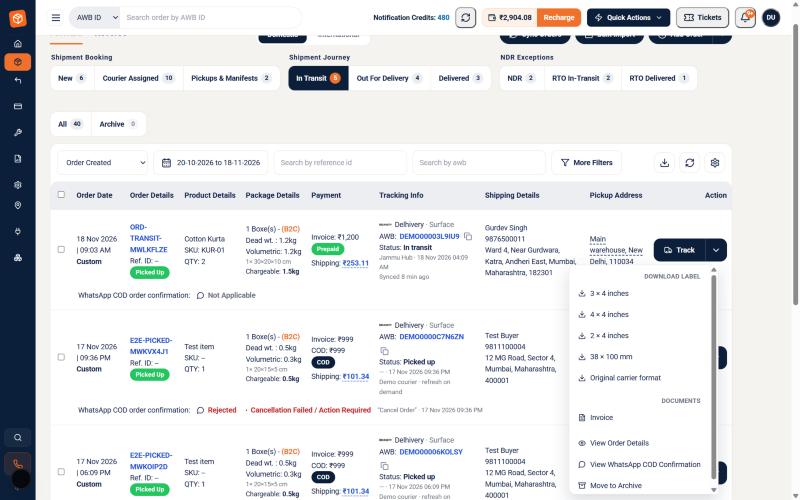 AWB ID
Search order by AWB ID
Notification Credits: 480
₹2,904.08
Recharge
Quick Actions
Tickets
9+
DU
Shipment Booking
Shipment Journey
NDR Exceptions
New 6
Courier Assigned 10
Pickups & Manifests 2
In Transit 5
Out For Delivery 4
Delivered 3
NDR 2
RTO In-Transit 2
RTO Delivered 1
All 40
Archive 0
Order Created
20-10-2026 to 18-11-2026
Search by reference id
Search by awb
More Filters
Order Date
Order Details
Product Details
Package Details
Payment
Tracking Info
Shipping Details
Pickup Address
Action
18 Nov 2026
| 09:03 AM
Custom
ORD-
TRANSIT-
MWLKFLZE
Ref. ID: --
Picked Up
Cotton Kurta
SKU: KUR-01
QTY: 2
1 Boxe(s) - (B2C)
Dead wt. : 1.2kg
Volumetric: 1.2kg
1× 30×20×10 cm
Chargeable: 1.5kg
Invoice: ₹1,200
Prepaid
Shipping: ₹253.11
Delhivery · Surface
AWB: DEMO00003L9IU9
Status: In transit
Jammu Hub · 18 Nov 2026 04:09
AM
Synced 8 min ago
Gurdev Singh
9876500011
Ward 4, Near Gurdwara,
Katra, Andheri East, Mumbai,
Maharashtra, 182301
Main
warehouse, New
Delhi, 110034
Track
WhatsApp COD order confirmation:
Not Applicable
17 Nov 2026
| 09:36 PM
Custom
E2E-PICKED-
MWKVX4J1
Ref. ID: --
Picked Up
Test item
SKU: --
QTY: 1
1 Boxe(s) - (B2C)
Dead wt. : 0.5kg
Volumetric: 0.3kg
1× 20×15×5 cm
Chargeable: 0.5kg
Invoice: ₹999
COD: ₹999
COD
Shipping: ₹101.34
Delhivery · Surface
AWB: DEMO0000C7N6ZN
Status: Picked up
-- · 17 Nov 2026 09:36 PM
Demo courier · refresh on
demand
Test Buyer
9811100004
12 MG Road, Sector 4,
Mumbai, Maharashtra,
400001
WhatsApp COD order confirmation:
Rejected
· Cancellation Failed / Action Required
"Cancel Order" · 17 Nov 2026 09:36 PM
17 Nov 2026
| 06:09 PM
Custom
E2E-PICKED-
MWKOIP2D
Ref. ID: --
Picked Up
Test item
SKU: --
QTY: 1
1 Boxe(s) - (B2C)
Dead wt. : 0.5kg
Volumetric: 0.3kg
1× 20×15×5 cm
Chargeable: 0.5kg
Invoice: ₹999
COD: ₹999
COD
Shipping: ₹101.34
Delhivery · Surface
AWB: DEMO00006KOLSY
Status: Picked up
-- · 17 Nov 2026 06:09 PM
Demo courier · refresh on
demand
Test Buyer
9811100004
12 MG Road, Sector 4,
Mumbai, Maharashtra,
400001
DOWNLOAD LABEL
3 × 4 inches
4 × 4 inches
2 × 4 inches
38 × 100 mm
Original carrier format
DOCUMENTS
Invoice
View Order Details
View WhatsApp COD Confirmation
Move to Archive